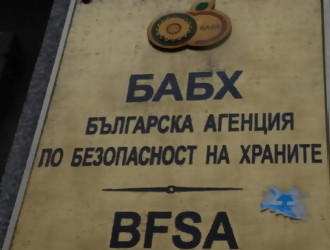 БАБХ
БЪЛГАРСКА АГЕНЦИЯ
ПО БЕЗОПАСНОСТ НА ХРАНИТЕ
BFSA